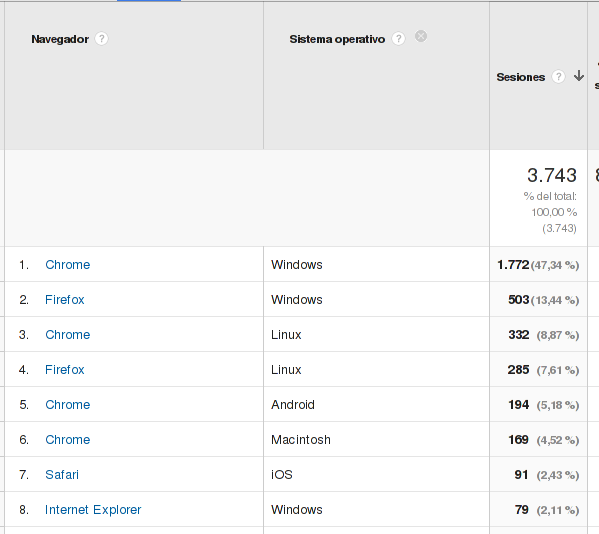 Navegador ?
Sistema operativo ?
Sesiones ?
3.743
% del total:
100,00 %
(3.743)
1. Chrome Windows 1.772 (47,34 %)
2. Firefox Windows 503 (13,44 %)
3. Chrome Linux 332 (8,87 %)
4. Firefox Linux 285 (7,61 %)
5. Chrome Android 194 (5,18 %)
6. Chrome Macintosh 169 (4,52 %)
7. Safari iOS 91 (2,43 %)
8. Internet Explorer Windows 79 (2,11 %)